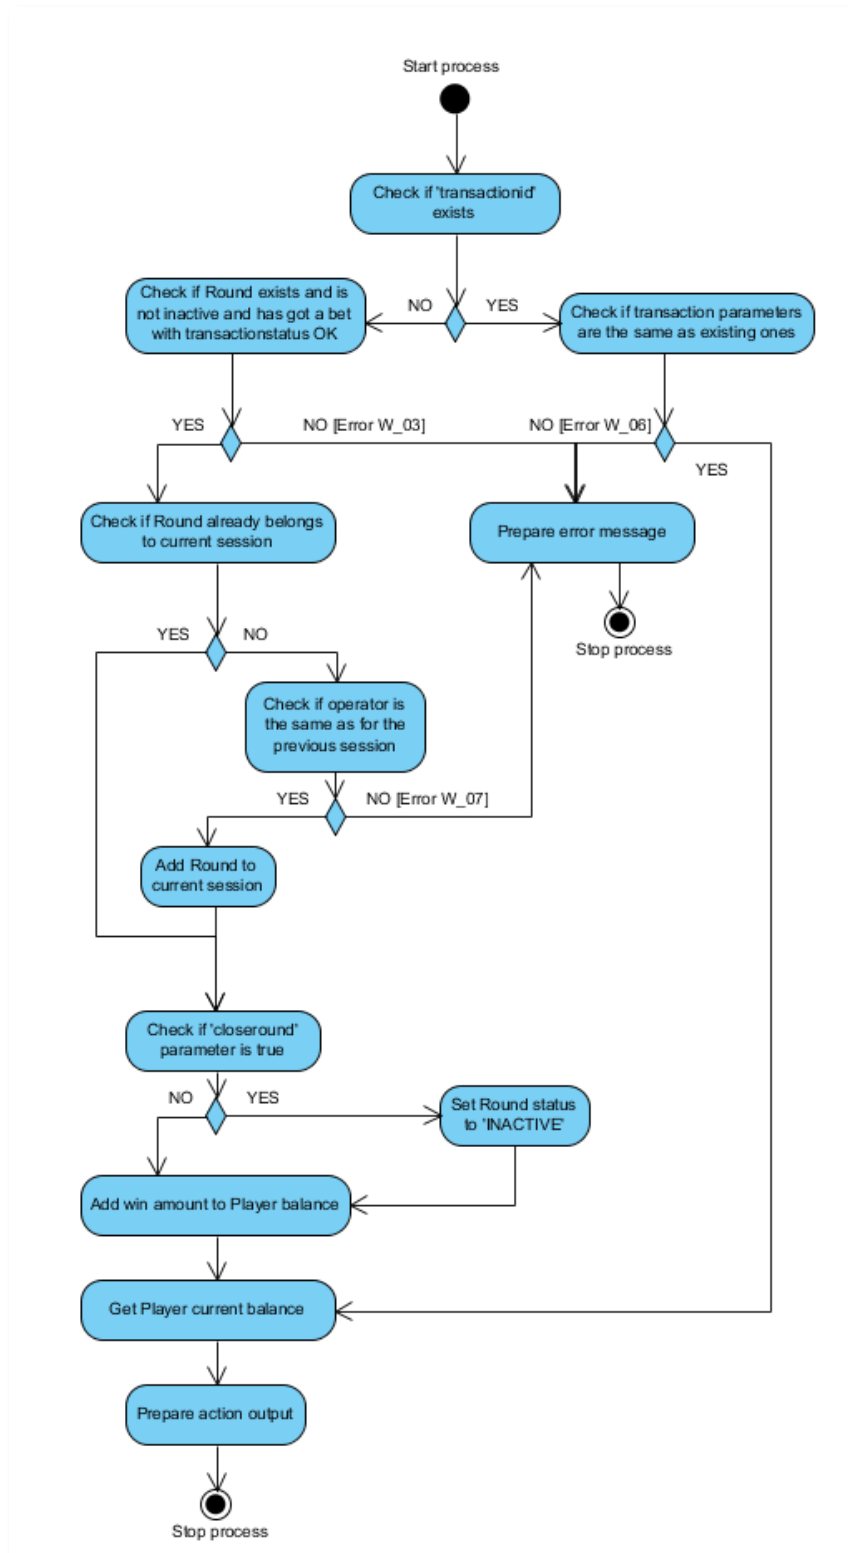 Start process
Check if 'transactionid'
exists
NO
YES
Check if Round exists and is
not inactive and has got a bet
with transactionstatus OK
Check if transaction parameters
are the same as existing ones
YES
NO [Error W_03]
NO [Error W_06]
YES
Check if Round already belongs
to current session
Prepare error message
Stop process
YES
NO
Check if operator is
the same as for the
previous session
YES
NO [Error W_07]
Add Round to
current session
Check if 'closeround'
parameter is true
NO
YES
Set Round status
to 'INACTIVE'
Add win amount to Player balance
Get Player current balance
Prepare action output
Stop process